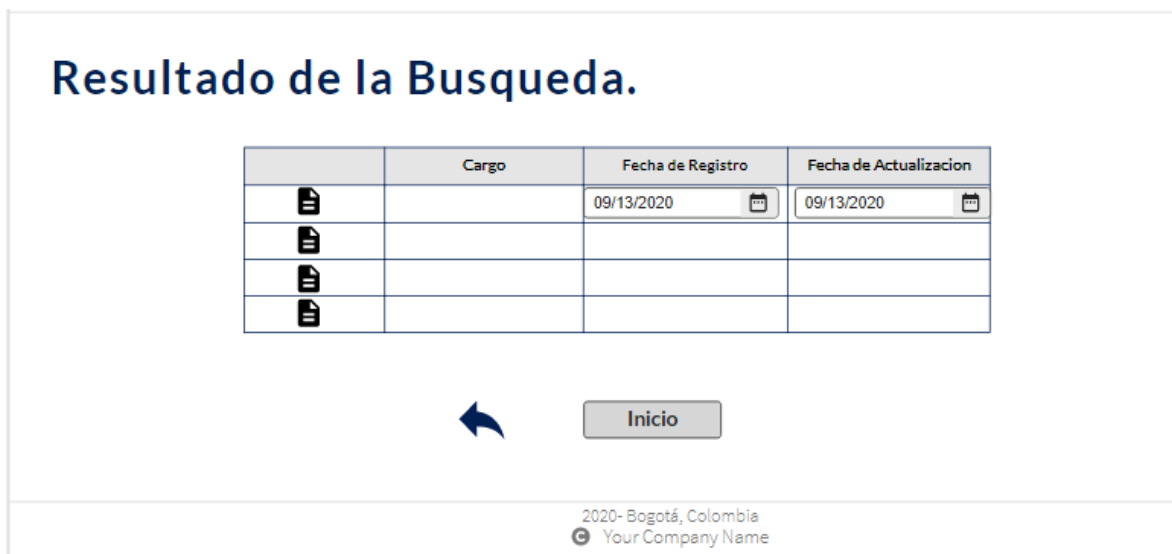 Resultado de la Busqueda.
Cargo Fecha de Registro Fecha de Actualizacion
09/13/2020 09/13/2020
Inicio
2020- Bogotá, Colombia
© Your Company Name